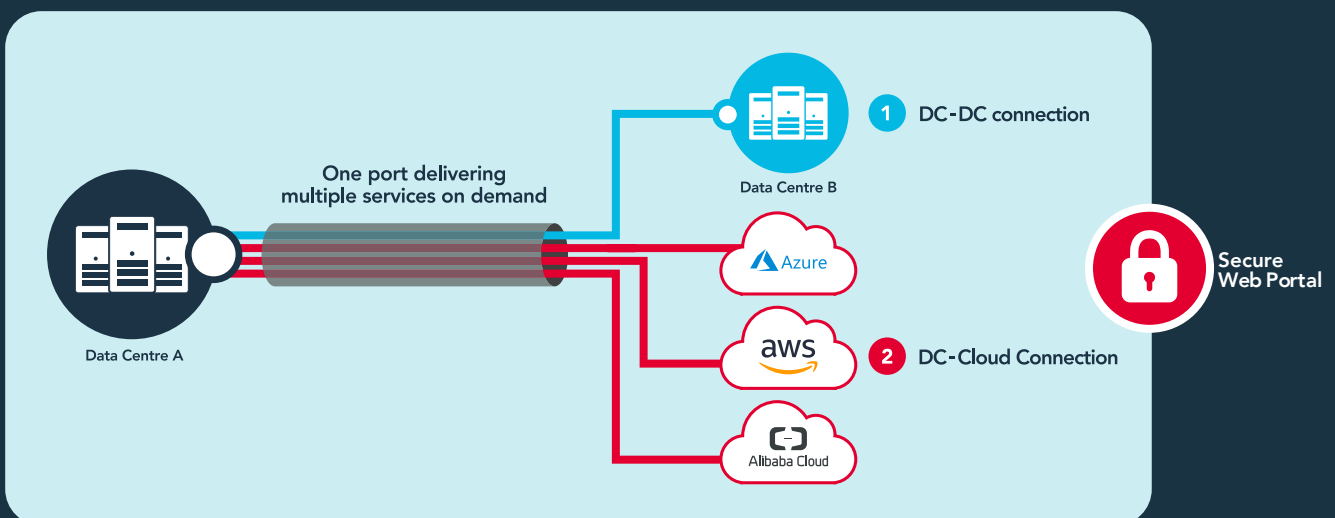 One port delivering
multiple services on demand
Data Centre A
1 DC-DC connection
Data Centre B
Azure
aws
2 DC-Cloud Connection
Alibaba Cloud
Secure
Web Portal